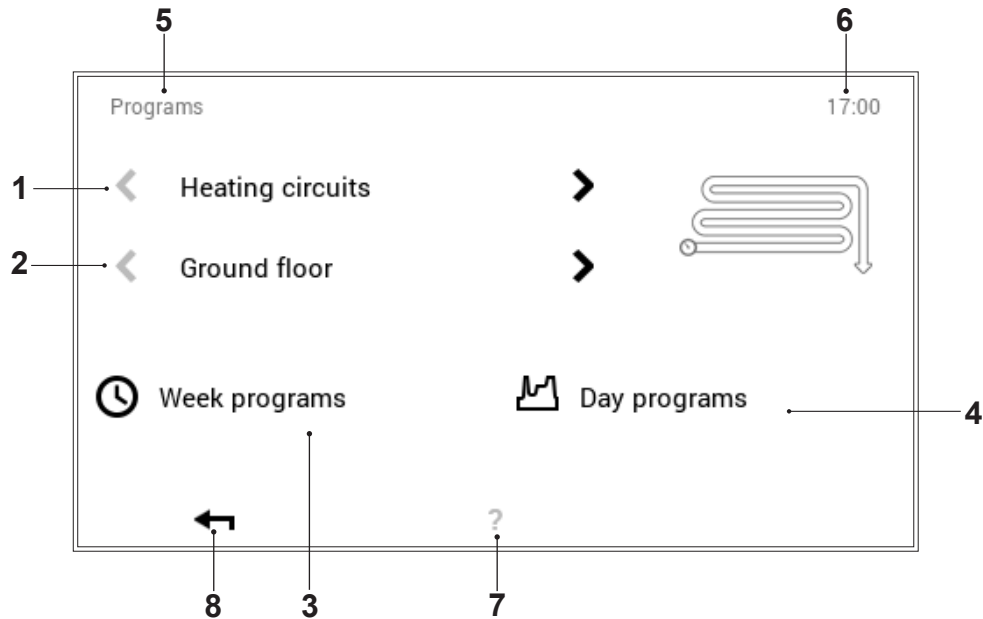 5 6
Programs 17:00
1 Heating circuits
2 Ground floor
Week programs Day programs 4
?
8 3 7